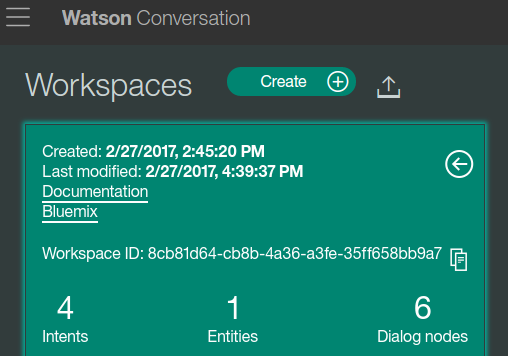 Watson Conversation
Workspaces
Create
Created: 2/27/2017, 2:45:20 PM
Last modified: 2/27/2017, 4:39:37 PM
Documentation
Bluemix
Workspace ID: 8cb81d64-cb8b-4a36-a3fe-35ff658bb9a7
4 1 6
Intents Entities Dialog nodes